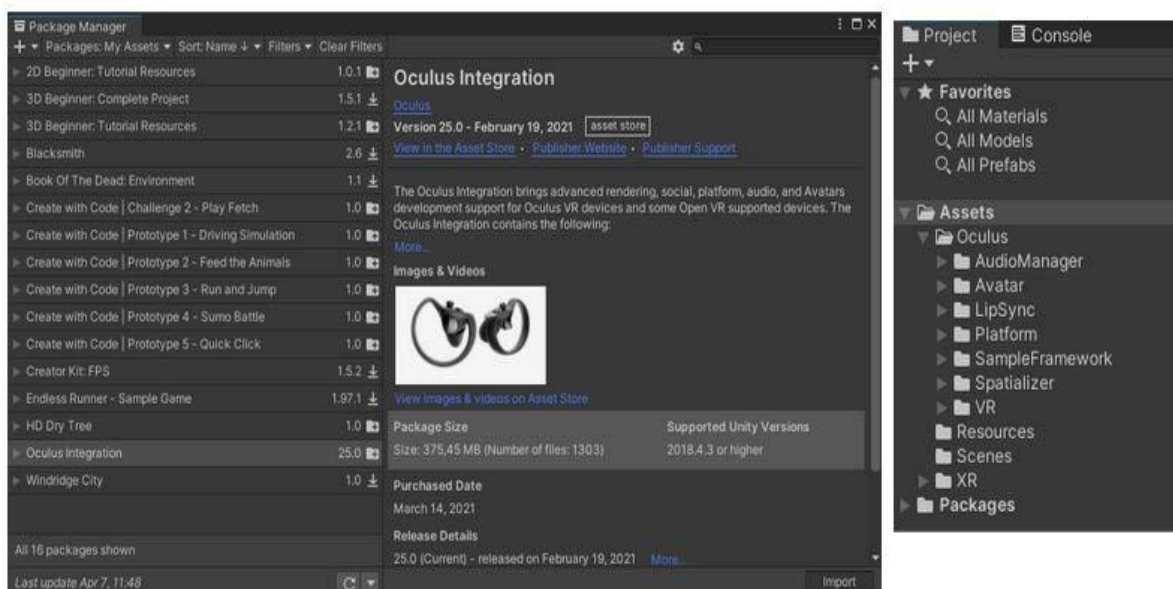 Package Manager
+ Packages: My Assets Sort: Name ↓ Filters Clear Filters
2D Beginner: Tutorial Resources 1.0.1
3D Beginner: Complete Project 1.5.1
3D Beginner: Tutorial Resources 1.2.1
Blacksmith 2.6
Book Of The Dead: Environment 1.1
Create with Code | Challenge 2 - Play Fetch 1.0
Create with Code | Prototype 1 - Driving Simulation 1.0
Create with Code | Prototype 2 - Feed the Animals 1.0
Create with Code | Prototype 3 - Run and Jump 1.0
Create with Code | Prototype 4 - Sumo Battle 1.0
Create with Code | Prototype 5 - Quick Click 1.0
Creator Kit: FPS 1.5.2
Endless Runner - Sample Game 1.97.1
HD Dry Tree 1.0
Oculus Integration 25.0
Windridge City 1.0
All 16 packages shown
Last update Apr 7, 11:48
Oculus Integration
Oculus
Version 25.0 - February 19, 2021 asset store
View in the Asset Store • Publisher Website • Publisher Support
The Oculus Integration brings advanced rendering, social, platform, audio, and Avatars
development support for Oculus VR devices and some Open VR supported devices. The
Oculus Integration contains the following:
More...
Images & Videos
View images & videos on Asset Store
Package Size Supported Unity Versions
Size: 375,45 MB (Number of files: 1303) 2018.4.3 or higher
Purchased Date
March 14, 2021
Release Details
25.0 (Current) - released on February 19, 2021 More...
Import
Project Console
+
Favorites
All Materials
All Models
All Prefabs
Assets
Oculus
AudioManager
Avatar
LipSync
Platform
SampleFramework
Spatializer
VR
Resources
Scenes
XR
Packages